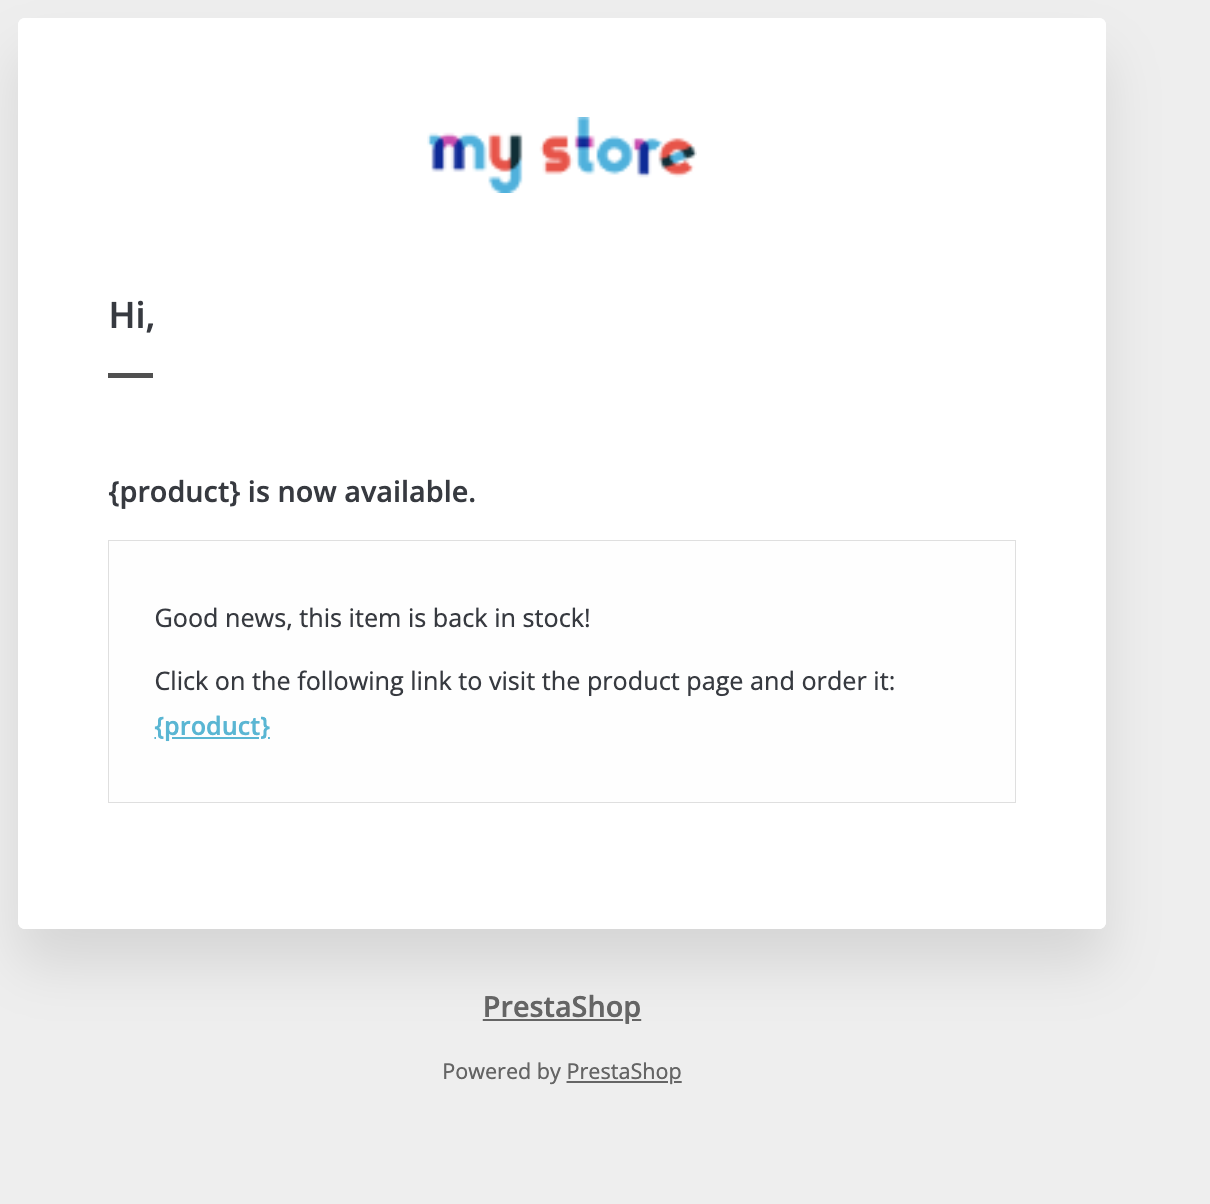 my store
Hi,
{product} is now available.
Good news, this item is back in stock!
Click on the following link to visit the product page and order it:
{product}
PrestaShop
Powered by PrestaShop